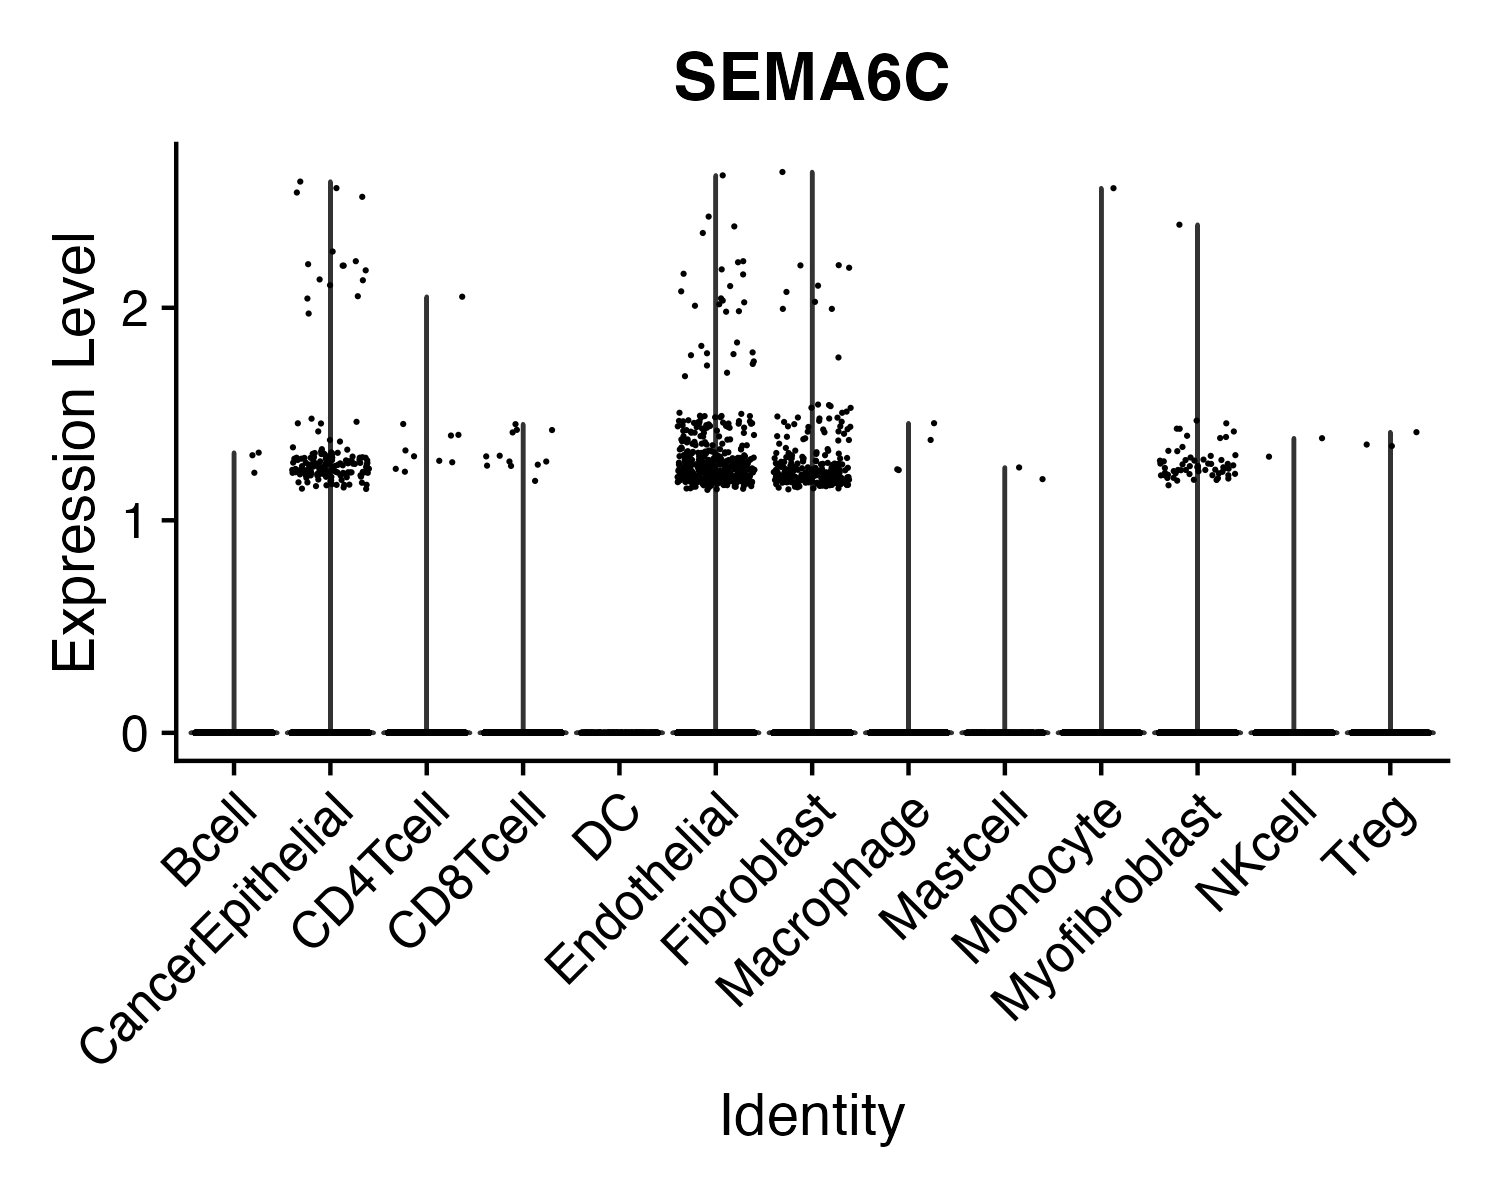 SEMA6C
Expression Level
2
1
0
Bcell
CancerEpithelial
CD4Tcell
CD8Tcell
DC
Endothelial
Fibroblast
Macrophage
Mastcell
Monocyte
Myofibroblast
NKcell
Treg
Identity